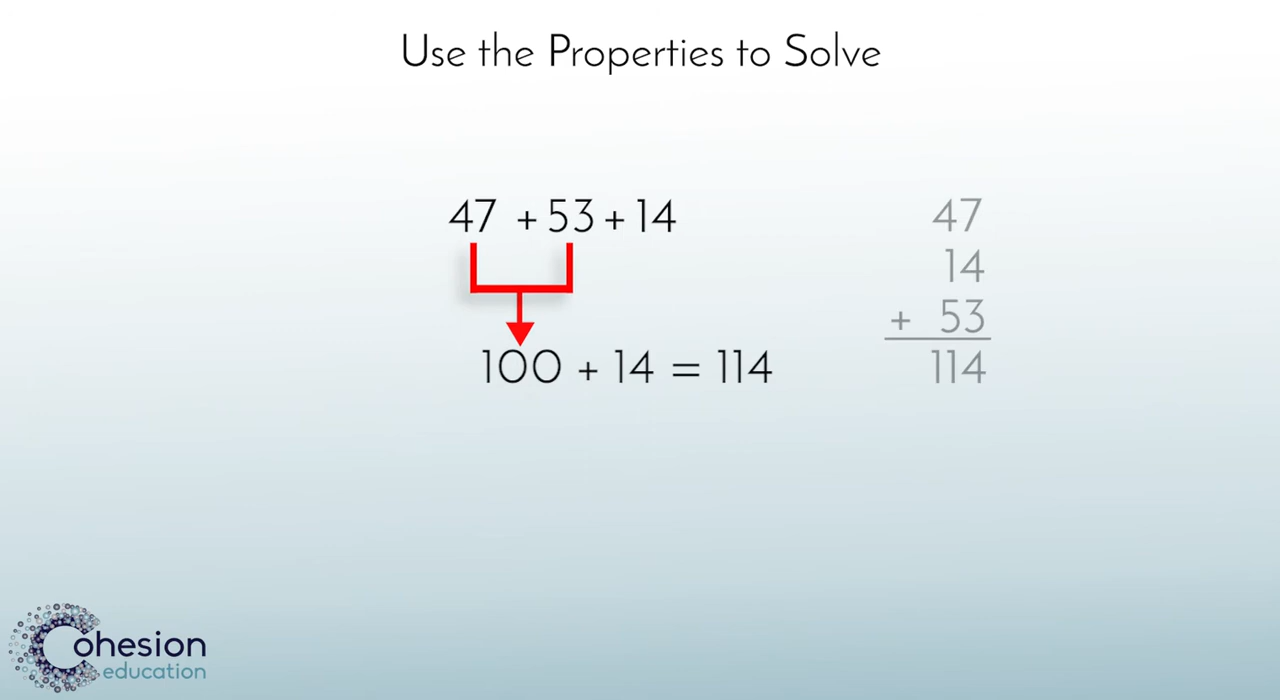 Use the Properties to Solve
47 + 53 + 14
100 + 14 = 114
47
14
+ 53
114
Cohesion
education